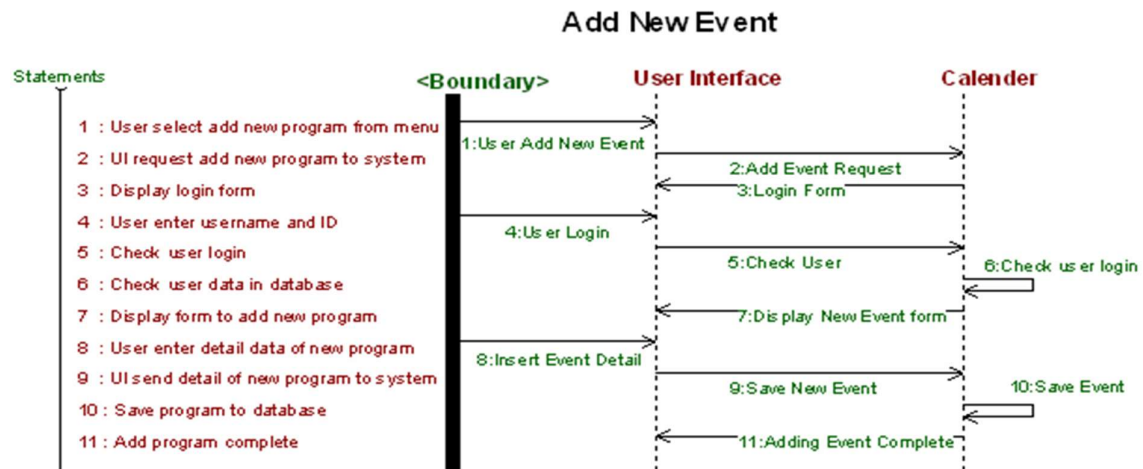 Add New Event
Statements
<Boundary>
User Interface
Calender
1 : User select add new program from menu
2 : UI request add new program to system
3 : Display login form
4 : User enter username and ID
5 : Check user login
6 : Check user data in database
7 : Display form to add new program
8 : User enter detail data of new program
9 : UI send detail of new program to system
10 : Save program to database
11 : Add program complete
1:User Add New Event
2:Add Event Request
3:Login Form
4:User Login
5:Check User
6:Check user login
7:Display New Event form
8:Insert Event Detail
9:Save New Event
10:Save Event
11:Adding Event Complete